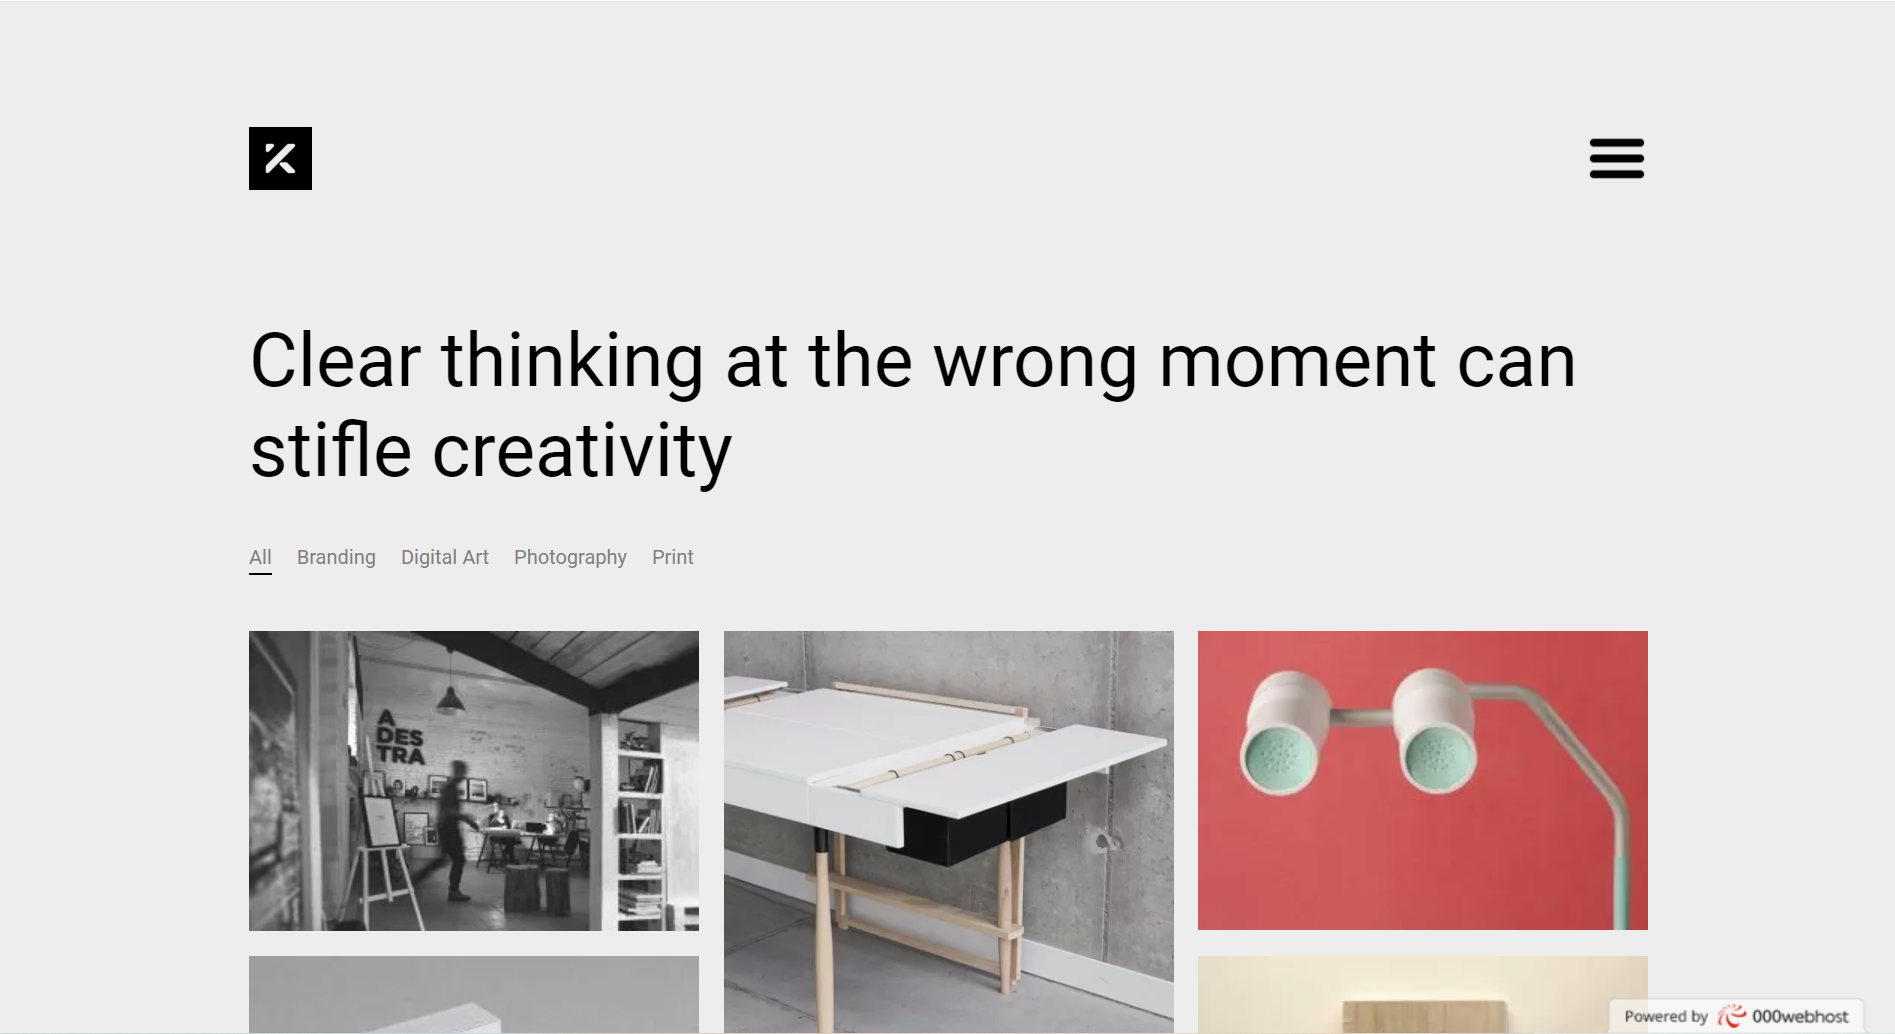 Clear thinking at the wrong moment can
stifle creativity
All Branding Digital Art Photography Print
A
DES
TRA
Powered by 000webhost